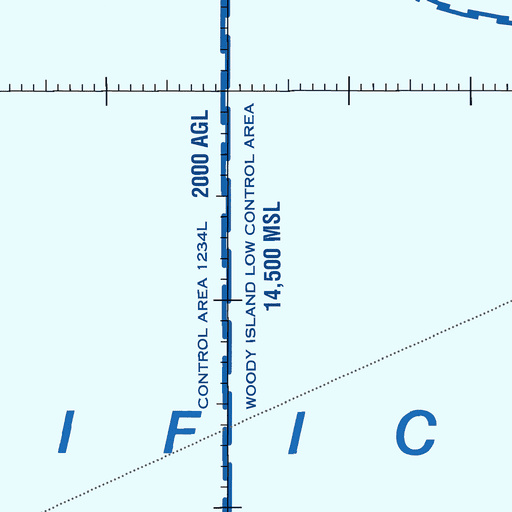 2000 AGL
CONTROL AREA 1234L
WOODY ISLAND LOW CONTROL AREA
14,500 MSL
I F I C